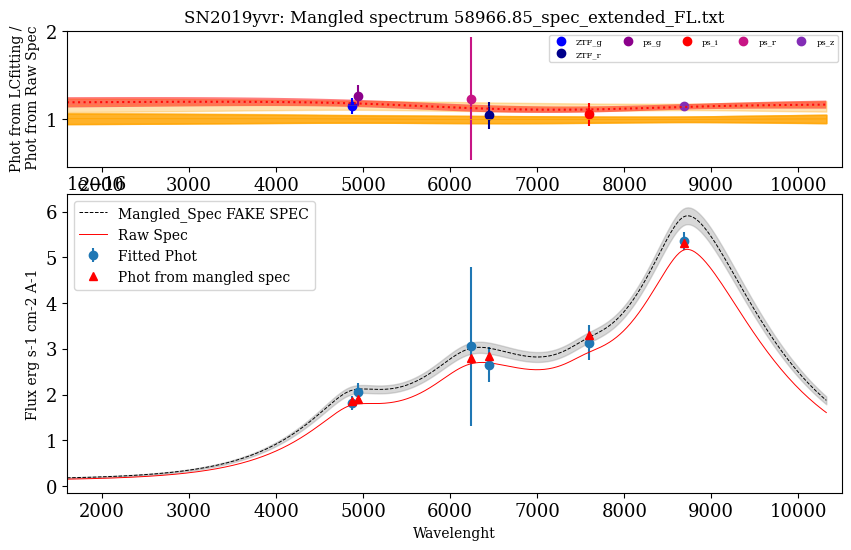 SN2019yvr: Mangled spectrum 58966.85_spec_extended_FL.txt
Phot from LCfitting /
Phot from Raw Spec
2
1
ZTF_g
ps_g
ps_i
ps_r
ps_z
ZTF_r
2000 3000 4000 5000 6000 7000 8000 9000 10000
1e−16
Flux erg s-1 cm-2 A-1
6
5
4
3
2
1
0
Mangled_Spec FAKE SPEC
Raw Spec
Fitted Phot
Phot from mangled spec
2000 3000 4000 5000 6000 7000 8000 9000 10000
Wavelenght